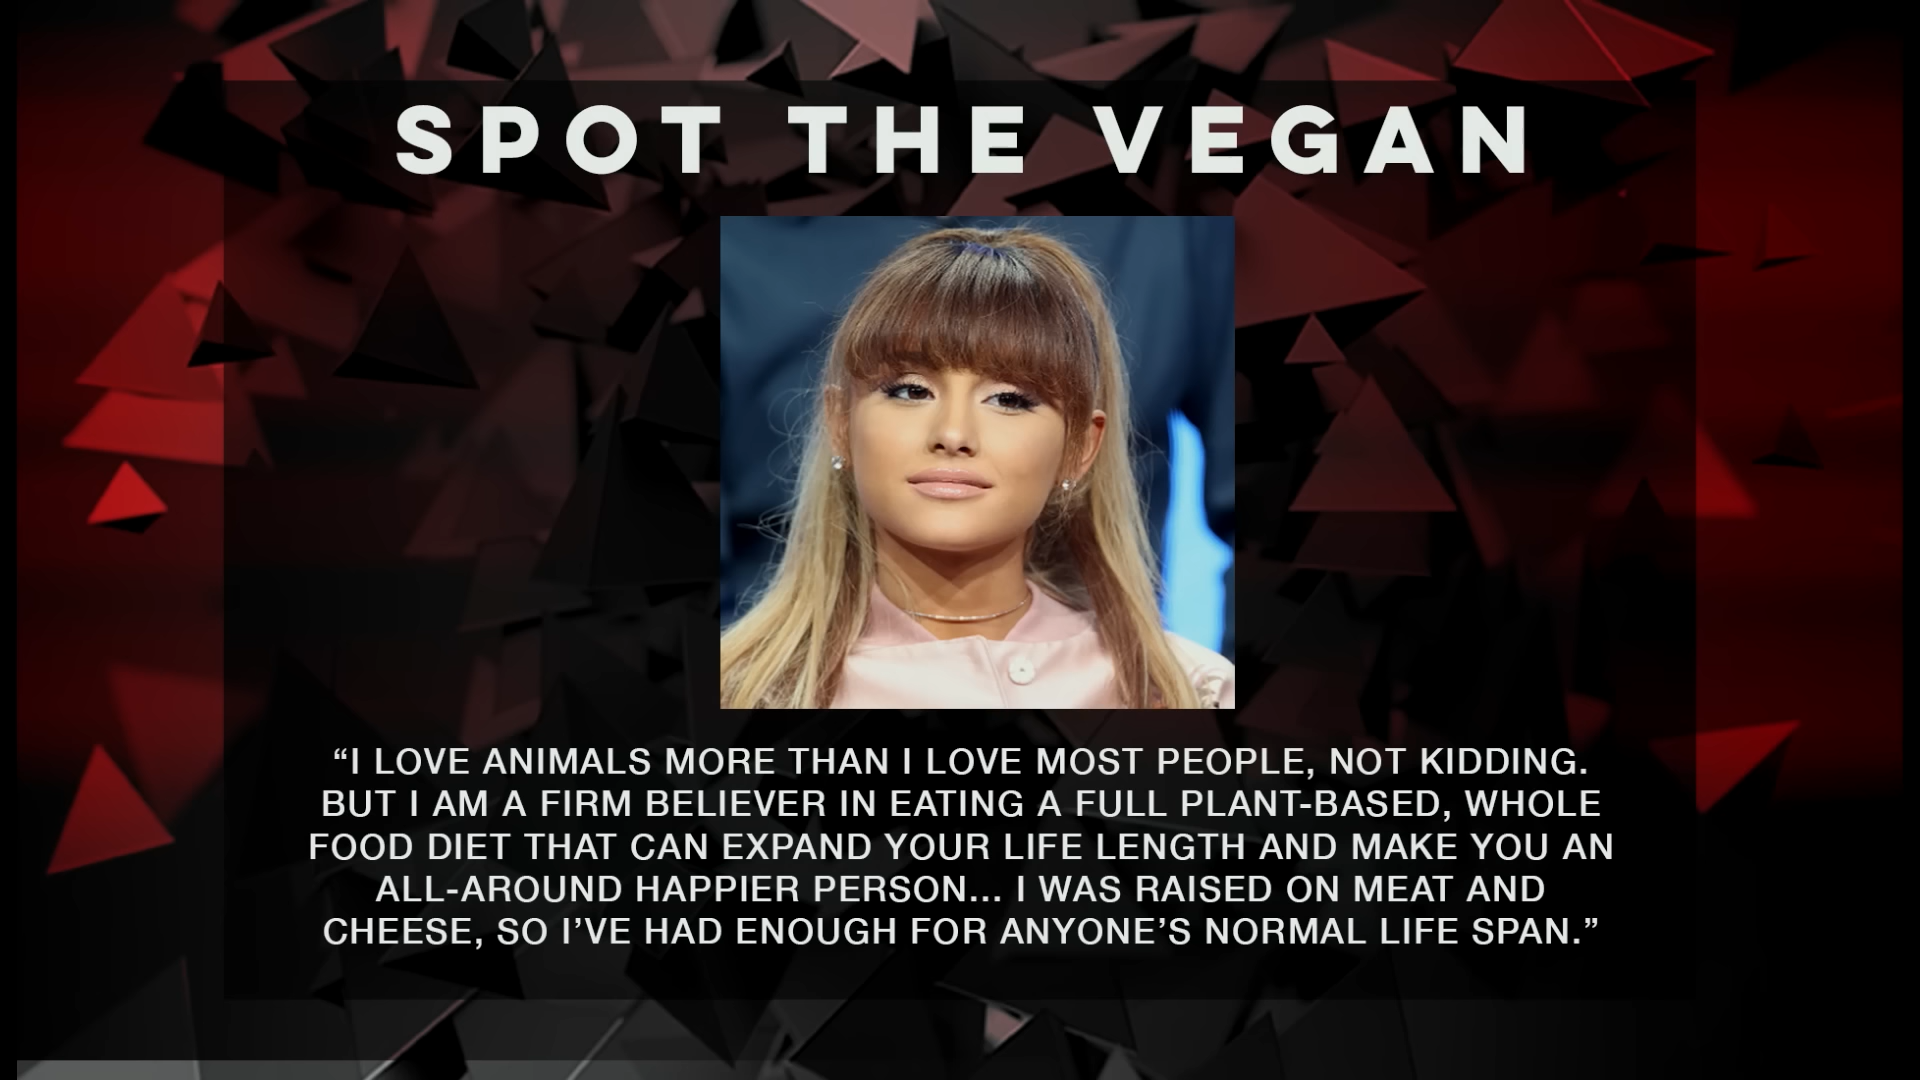 SPOT THE VEGAN
“I LOVE ANIMALS MORE THAN I LOVE MOST PEOPLE, NOT KIDDING.
BUT I AM A FIRM BELIEVER IN EATING A FULL PLANT-BASED, WHOLE
FOOD DIET THAT CAN EXPAND YOUR LIFE LENGTH AND MAKE YOU AN
ALL-AROUND HAPPIER PERSON... I WAS RAISED ON MEAT AND
CHEESE, SO I’VE HAD ENOUGH FOR ANYONE’S NORMAL LIFE SPAN.”